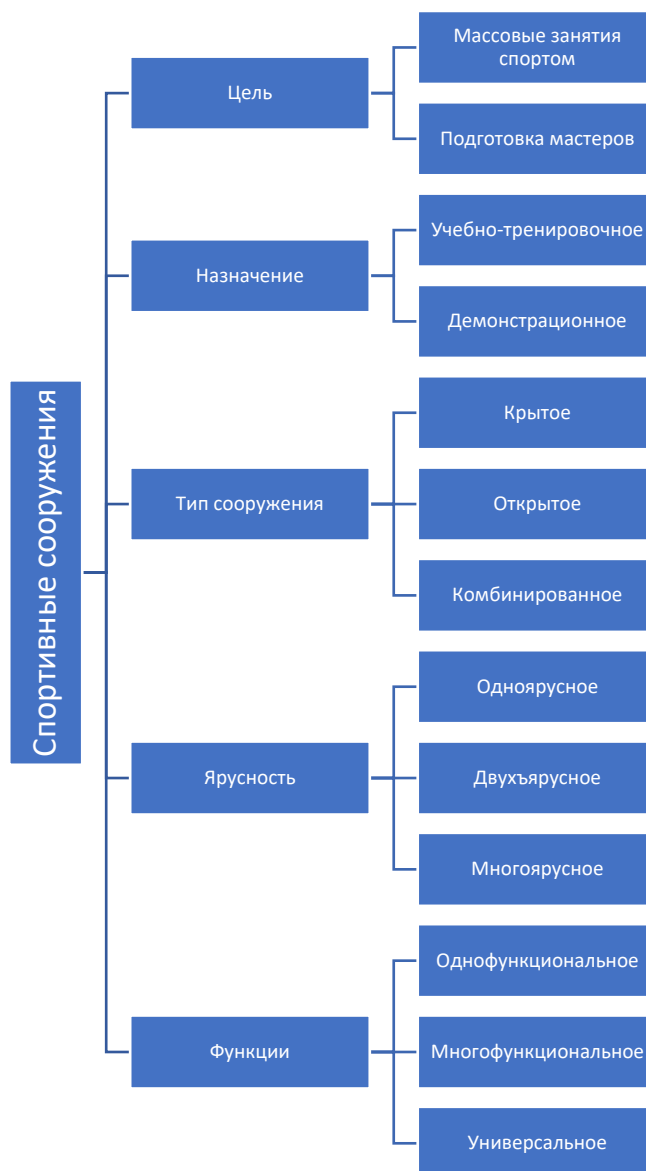 Спортивные сооружения
Цель
Массовые занятия
спортом
Подготовка мастеров
Назначение
Учебно-тренировочное
Демонстрационное
Тип сооружения
Крытое
Открытое
Комбинированное
Ярусность
Одноярусное
Двухъярусное
Многоярусное
Функции
Однофункциональное
Многофункциональное
Универсальное